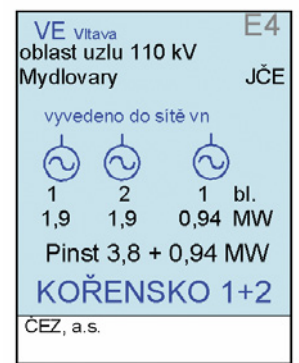 VE Vltava E4
oblast uzlu 110 kV
Mydlovary JČE
vyvedeno do sítě vn
1 2 1 bl.
1,9 1,9 0,94 MW
Pinst 3,8 + 0,94 MW
KOŘENSKO 1+2
ČEZ, a.s.